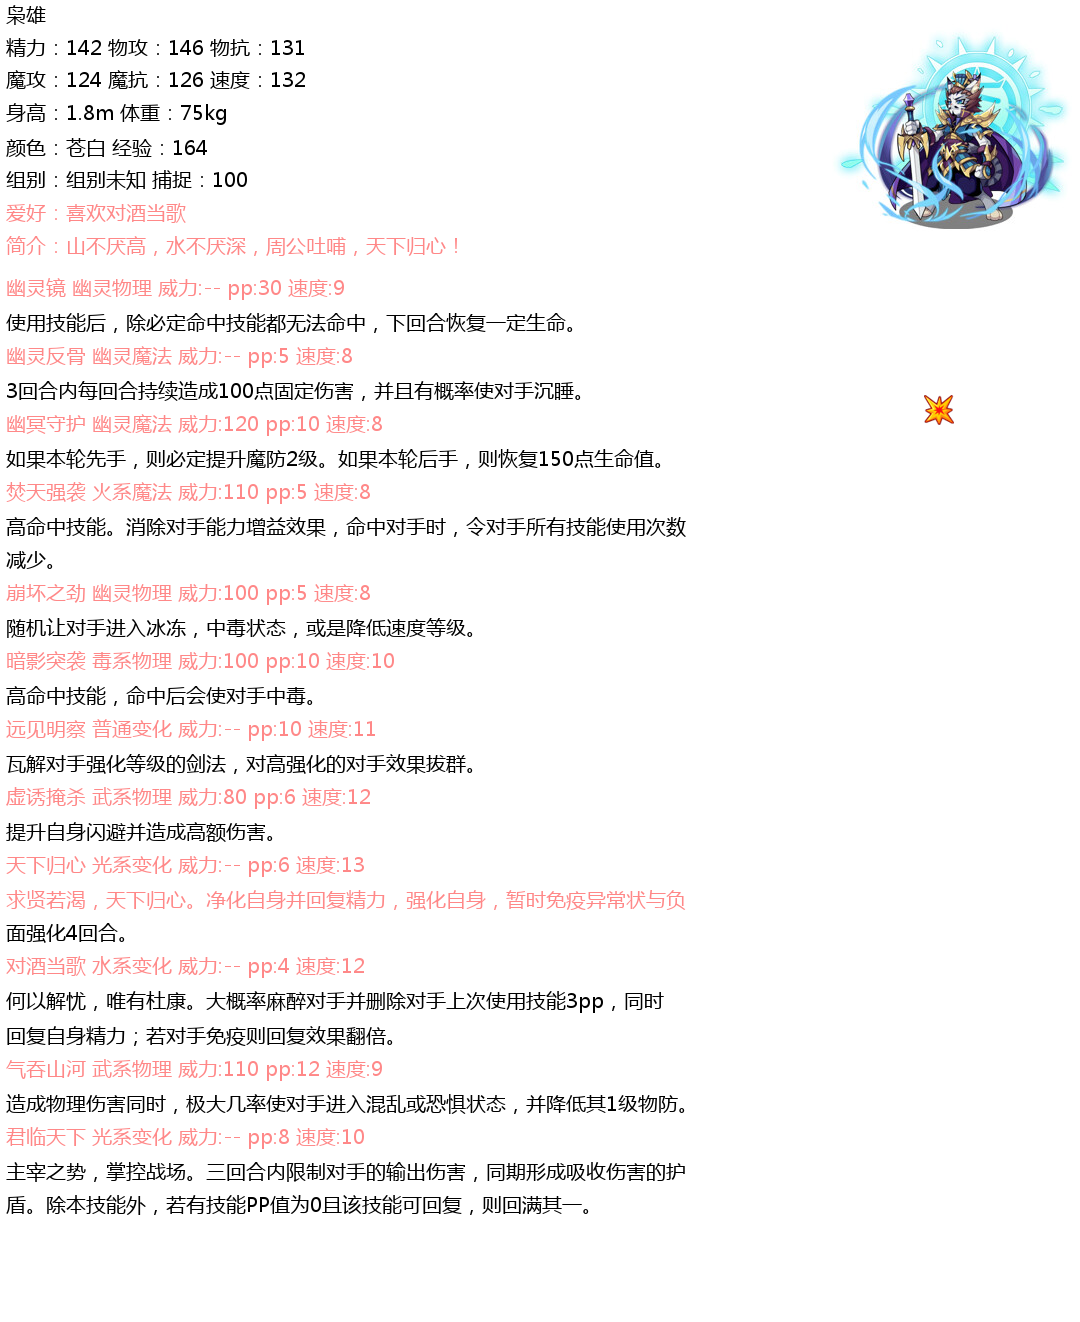 枭雄
精力：142 物攻：146 物抗：131
魔攻：124 魔抗：126 速度：132
身高：1.8m 体重：75kg
颜色：苍白 经验：164
组别：组别未知 捕捉：100
爱好：喜欢对酒当歌
简介：山不厌高，水不厌深，周公吐哺，天下归心！
幽灵镜 幽灵物理 威力:-- pp:30 速度:9
使用技能后，除必定命中技能都无法命中，下回合恢复一定生命。
幽灵反骨 幽灵魔法 威力:-- pp:5 速度:8
3回合内每回合持续造成100点固定伤害，并且有概率使对手沉睡。
幽冥守护 幽灵魔法 威力:120 pp:10 速度:8
如果本轮先手，则必定提升魔防2级。如果本轮后手，则恢复150点生命值。
焚天强袭 火系魔法 威力:110 pp:5 速度:8
高命中技能。消除对手能力增益效果，命中对手时，令对手所有技能使用次数
减少。
崩坏之劲 幽灵物理 威力:100 pp:5 速度:8
随机让对手进入冰冻，中毒状态，或是降低速度等级。
暗影突袭 毒系物理 威力:100 pp:10 速度:10
高命中技能，命中后会使对手中毒。
远见明察 普通变化 威力:-- pp:10 速度:11
瓦解对手强化等级的剑法，对高强化的对手效果拔群。
虚诱掩杀 武系物理 威力:80 pp:6 速度:12
提升自身闪避并造成高额伤害。
天下归心 光系变化 威力:-- pp:6 速度:13
求贤若渴，天下归心。净化自身并回复精力，强化自身，暂时免疫异常状与负
面强化4回合。
对酒当歌 水系变化 威力:-- pp:4 速度:12
何以解忧，唯有杜康。大概率麻醉对手并删除对手上次使用技能3pp，同时
回复自身精力；若对手免疫则回复效果翻倍。
气吞山河 武系物理 威力:110 pp:12 速度:9
造成物理伤害同时，极大几率使对手进入混乱或恐惧状态，并降低其1级物防。
君临天下 光系变化 威力:-- pp:8 速度:10
主宰之势，掌控战场。三回合内限制对手的输出伤害，同期形成吸收伤害的护
盾。除本技能外，若有技能PP值为0且该技能可回复，则回满其一。